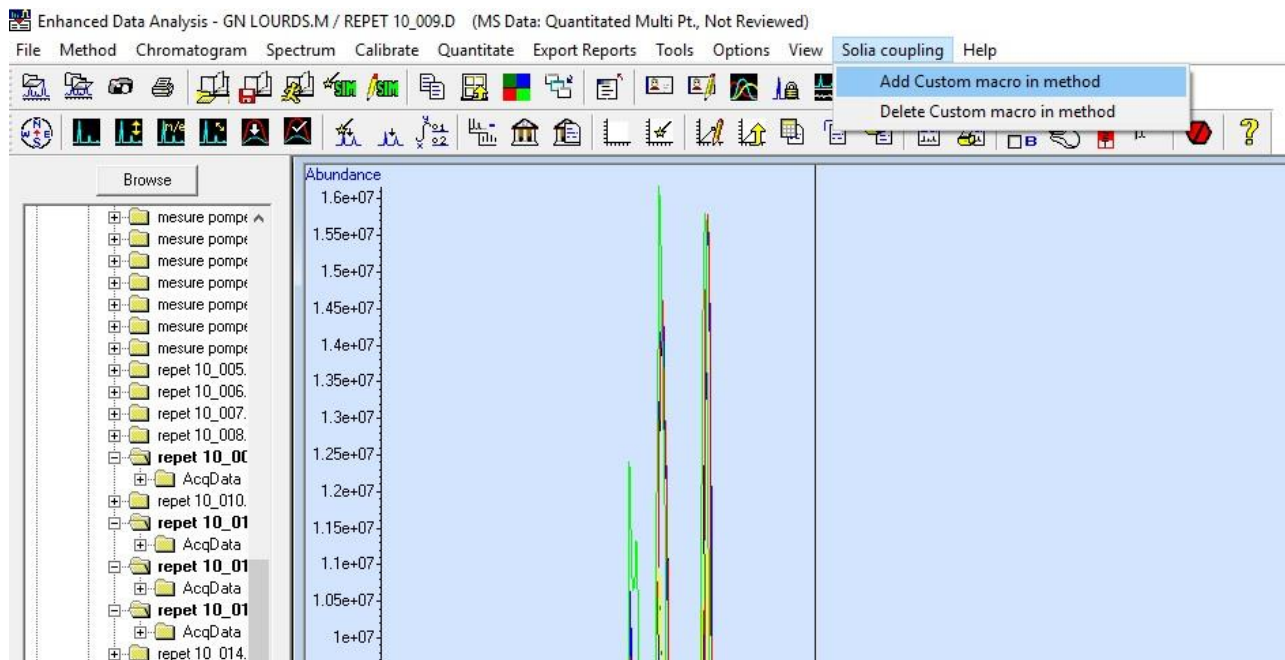 Enhanced Data Analysis - GN LOURDS.M / REPET 10_009.D (MS Data: Quantitated Multi Pt., Not Reviewed)
File Method Chromatogram Spectrum Calibrate Quantitate Export Reports Tools Options View Solia coupling Help
Add Custom macro in method
Delete Custom macro in method
SIM SIM
N W E S m/e B
Browse
mesure pompe
mesure pompe
mesure pompe
mesure pompe
mesure pompe
mesure pompe
mesure pompe
repet 10_005.
repet 10_006.
repet 10_007.
repet 10_008.
repet 10_00
AcqData
repet 10_010.
repet 10_01
AcqData
repet 10_01
AcqData
repet 10_01
AcqData
repet 10_014.
Abundance
1.6e+07
1.55e+07
1.5e+07
1.45e+07
1.4e+07
1.35e+07
1.3e+07
1.25e+07
1.2e+07
1.15e+07
1.1e+07
1.05e+07
1e+07